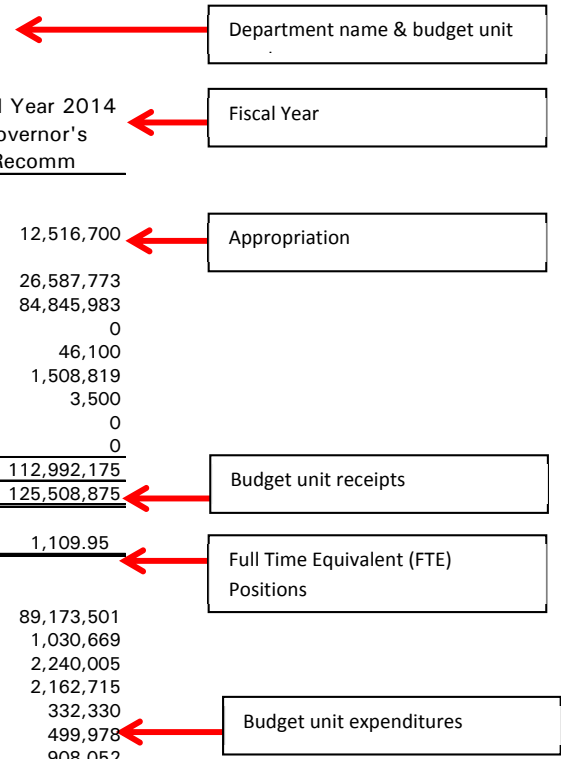 Department name & budget unit
Year 2014
Fiscal Year
Recomm
12,516,700
Appropriation
26,587,773
84,845,983
0
46,100
1,508,819
3,500
0
0
112,992,175
Budget unit receipts
125,508,875
1,109.95
Full Time Equivalent (FTE)
Positions
89,173,501
1,030,669
2,240,005
2,162,715
332,330
Budget unit expenditures
499,978
908,052